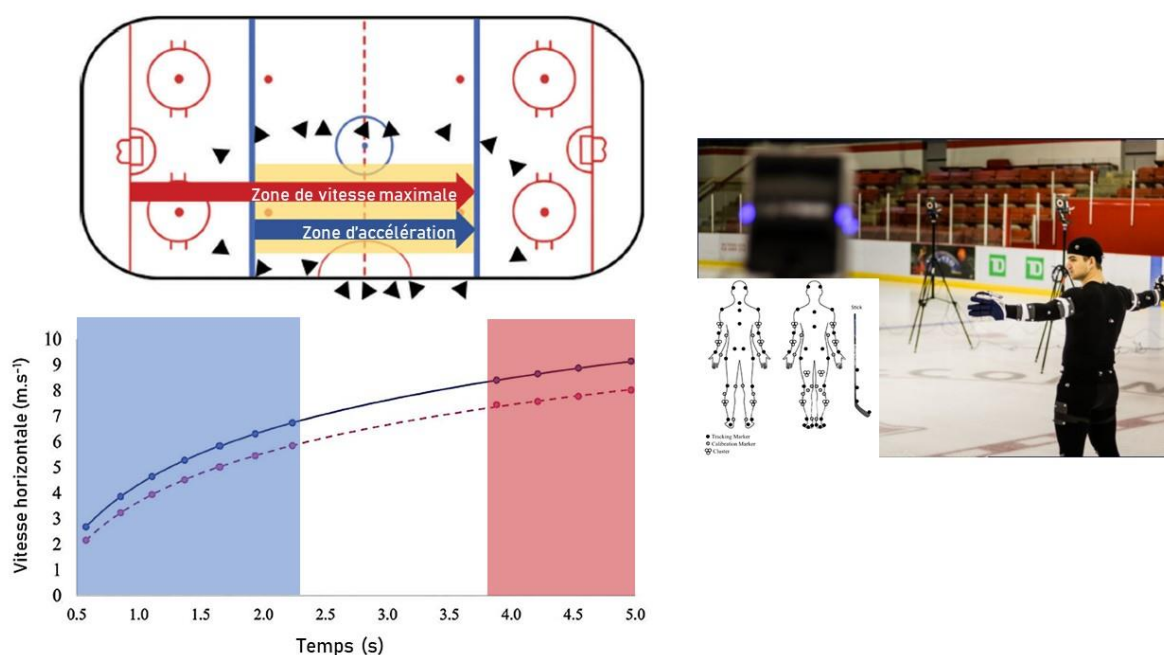 Zone de vitesse maximale
Zone d'accélération
Vitesse horizontale (m.s⁻¹)
10
9
8
7
6
5
4
3
2
1
0
0.5
1.0
1.5
2.0
2.5
3.0
3.5
4.0
4.5
5.0
Temps (s)
Stick
Tracking Marker
Calibration Marker
Cluster
TD
TD